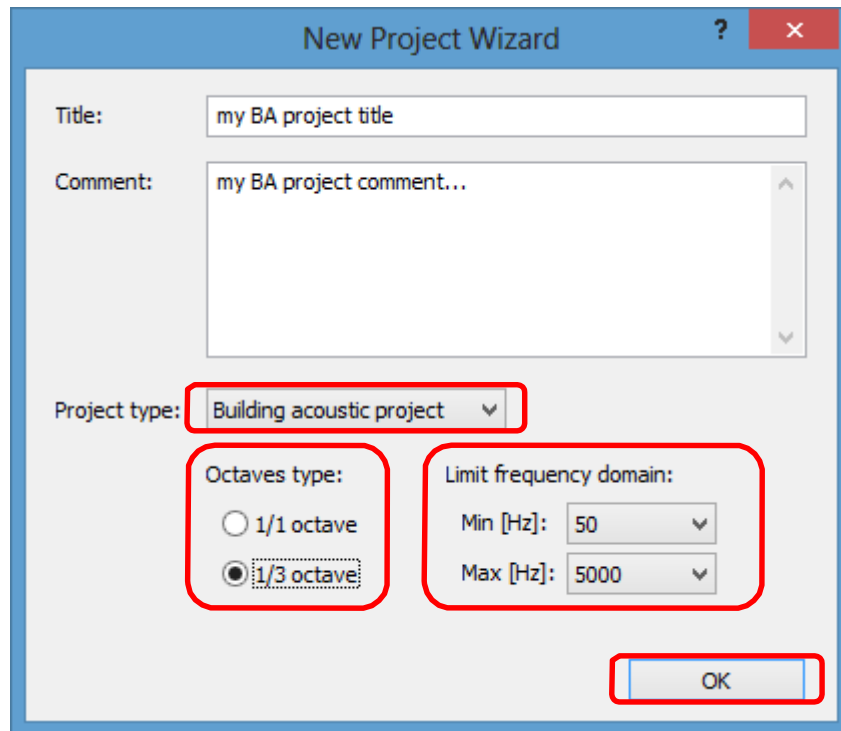 New Project Wizard
?
Title:
my BA project title
Comment:
my BA project comment...
Project type:
Building acoustic project
Octaves type:
Limit frequency domain:
1/1 octave
Min [Hz]:
50
1/3 octave
Max [Hz]:
5000
OK